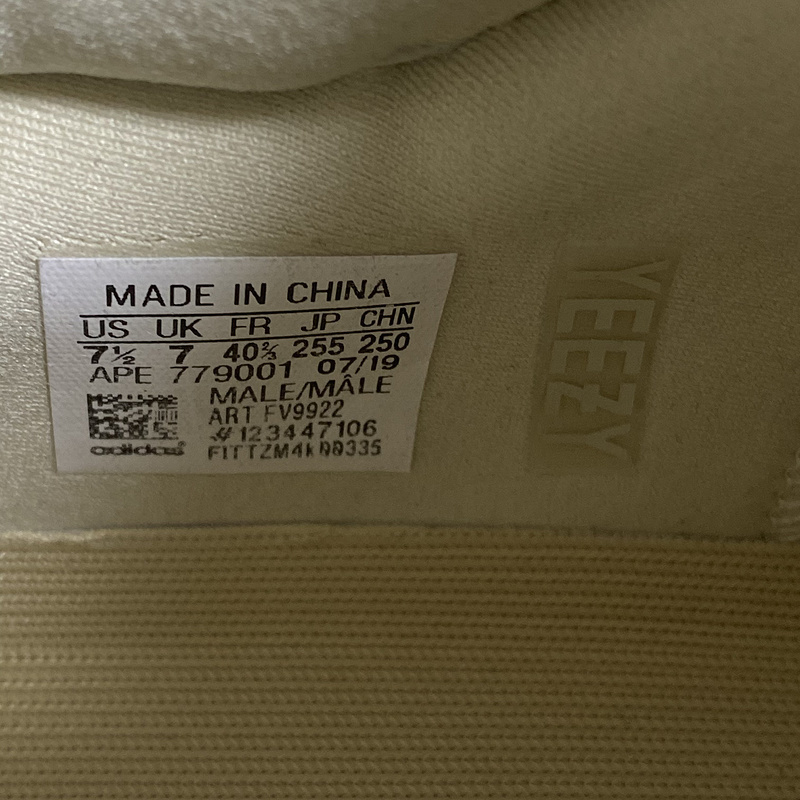 MADE IN CHINA
US UK FR JP CHN
7½ 7 40⅔ 255 250
APE 779001 07/19
MALE/MÂLE
ART FV9922
#123447106
adidas
YEEZY